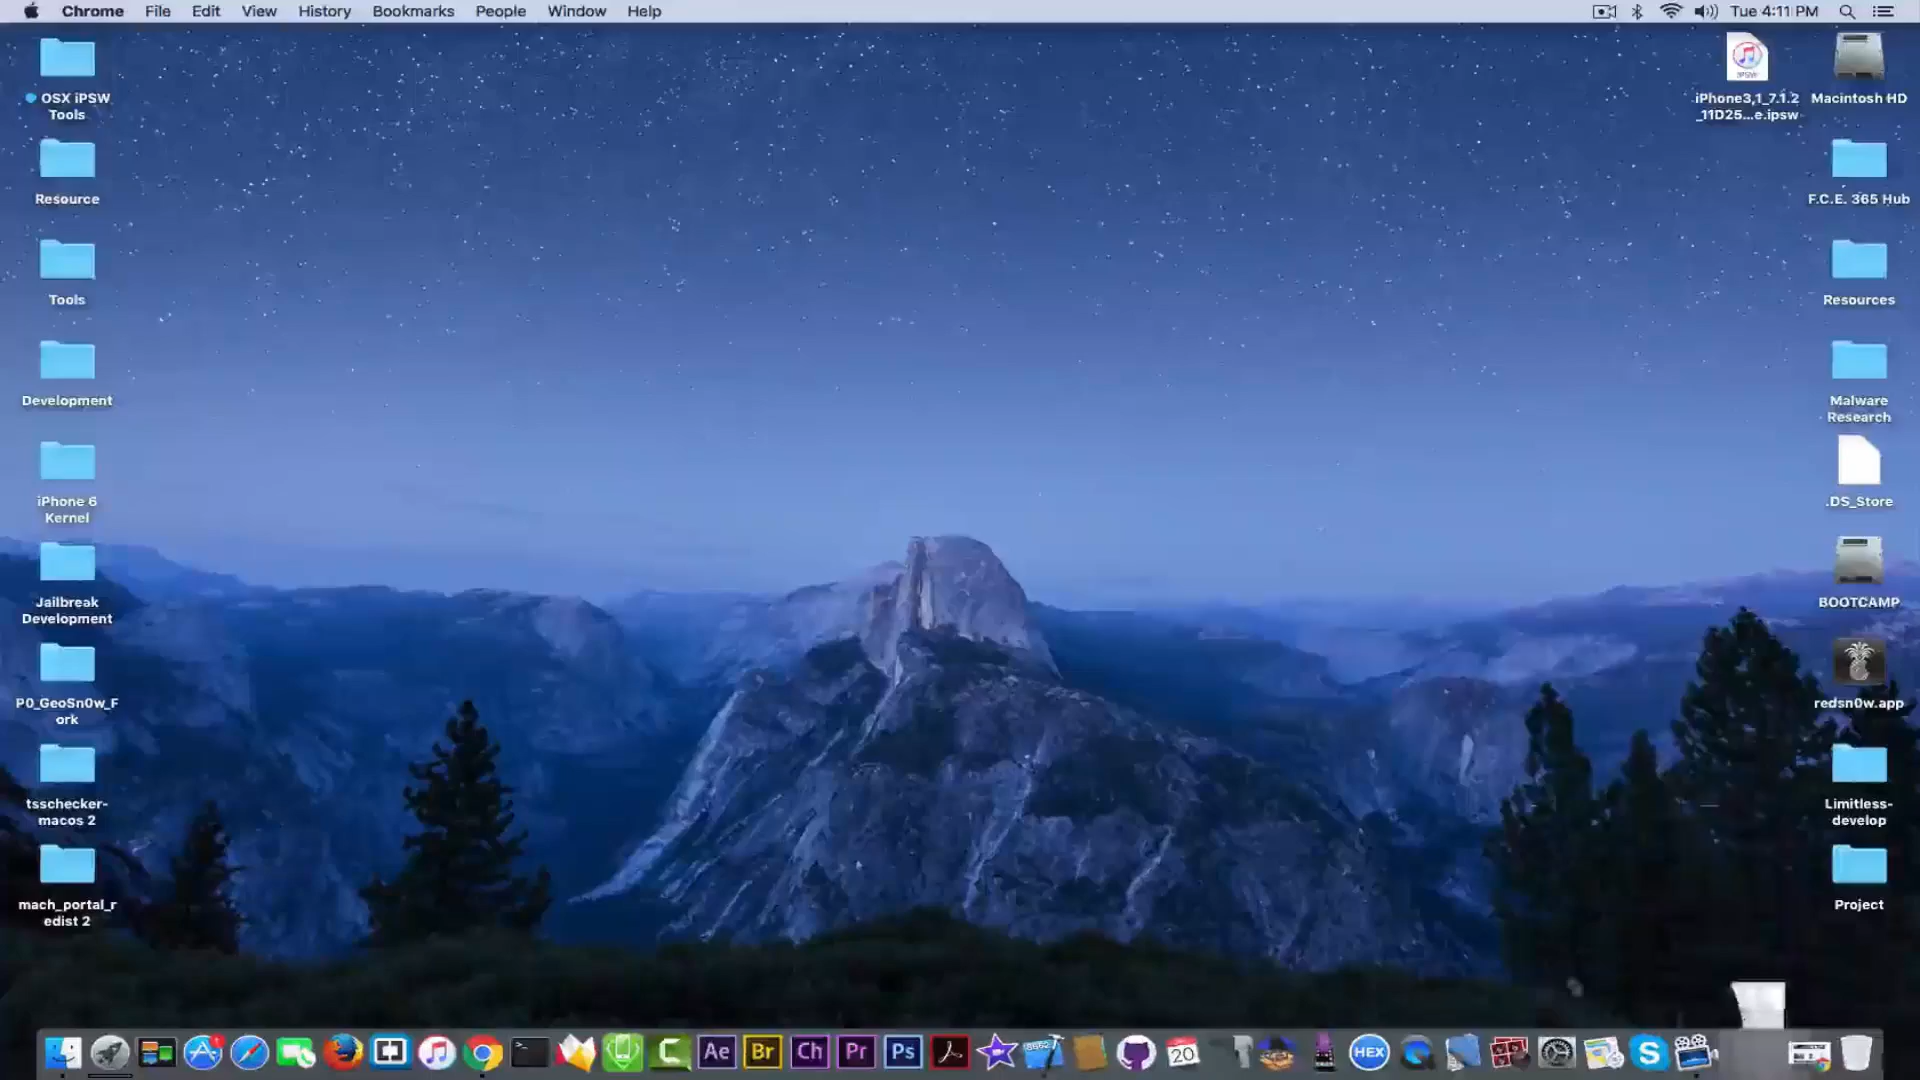 Chrome File Edit View History Bookmarks People Window Help Tue 4:11 PM
OSX iPSW
Tools
Resource
Tools
Development
iPhone 6
Kernel
Jailbreak
Development
P0_GeoSn0w_F
ork
tsschecker-
macos 2
mach_portal_r
edist 2
IPSW
iPhone3,1_7.1.2
_11D25...e.ipsw
Macintosh HD
F.C.E. 365 Hub
Resources
Malware
Research
.DS_Store
BOOTCAMP
redsn0w.app
Limitless-
develop
Project
Ae Br Ch Pr Ps 20 HEX S